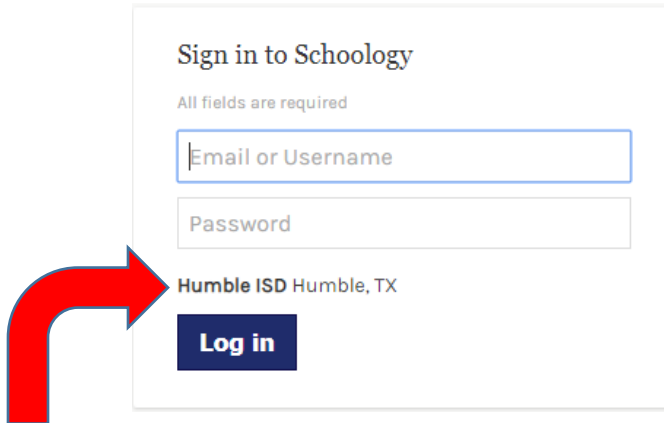 Sign in to Schoology
All fields are required
Email or Username
Password
Humble ISD Humble, TX
Log in